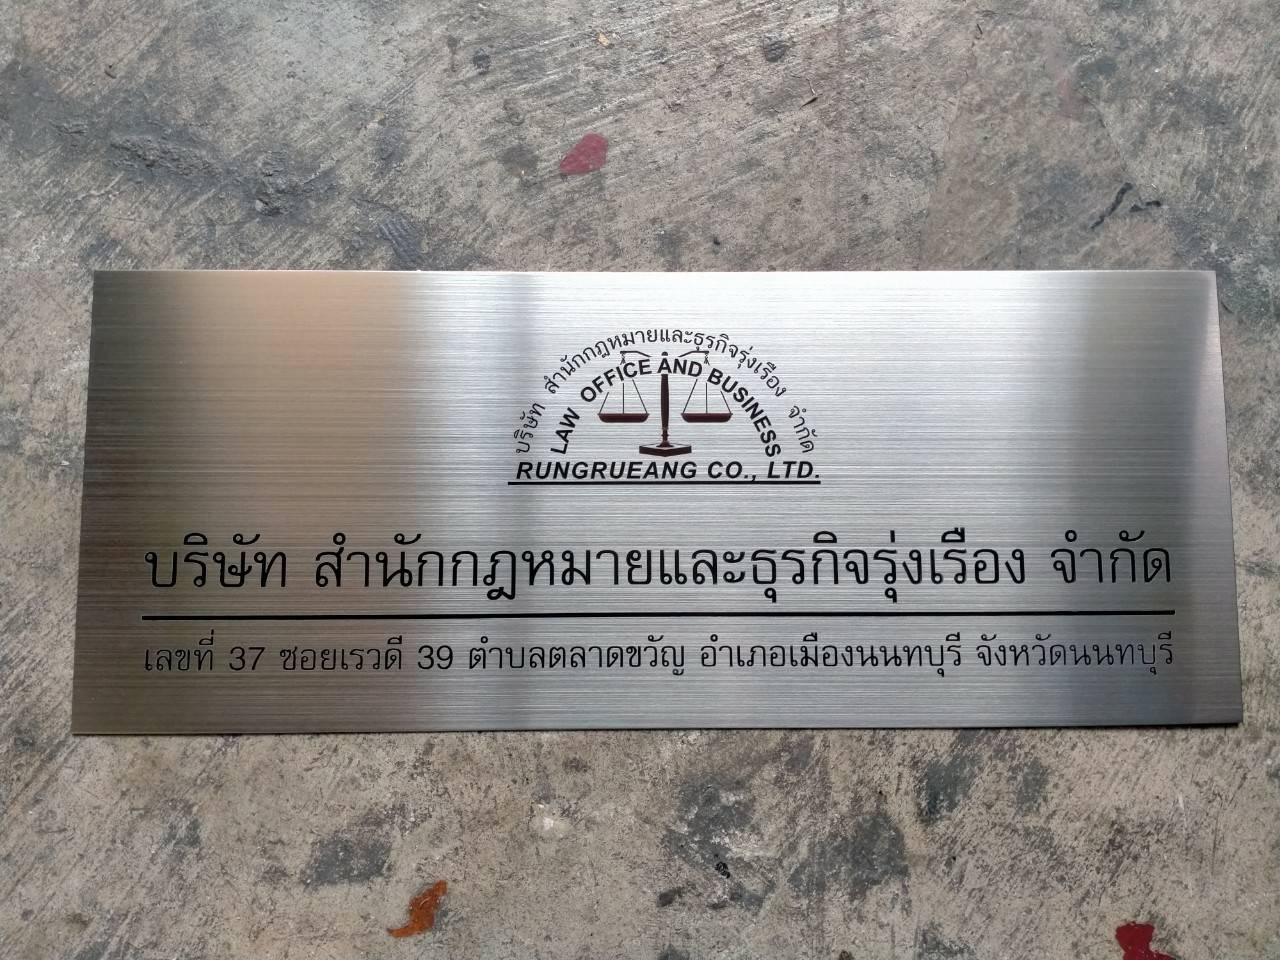 บริษัท สำนักกฎหมายและธุรกิจรุ่งเรือง จำกัด
LAW OFFICE AND BUSINESS
RUNGRUEANG CO., LTD.
บริษัท สำนักกฎหมายและธุรกิจรุ่งเรือง จำกัด
เลขที่ 37 ซอยเรวดี 39 ตำบลตลาดขวัญ อำเภอเมืองนนทบุรี จังหวัดนนทบุรี